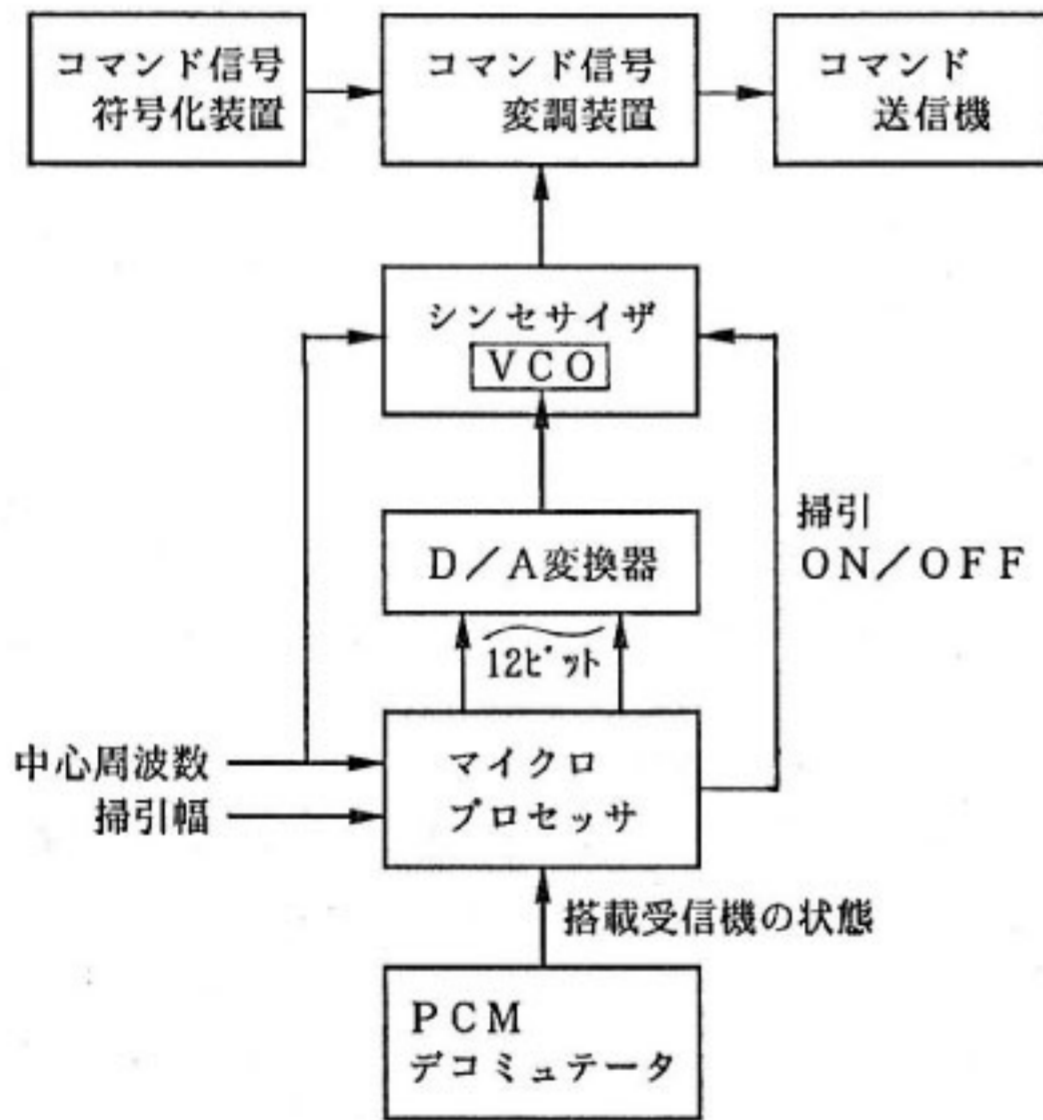 コマンド信号
符号化装置
コマンド信号
変調装置
コマンド
送信機
シンセサイザ
ＶＣＯ
掃引
ＯＮ／ＯＦＦ
Ｄ／Ａ変換器
12ﾋﾞｯﾄ
中心周波数
掃引幅
マイクロ
プロセッサ
搭載受信機の状態
ＰＣＭ
デコミュテータ